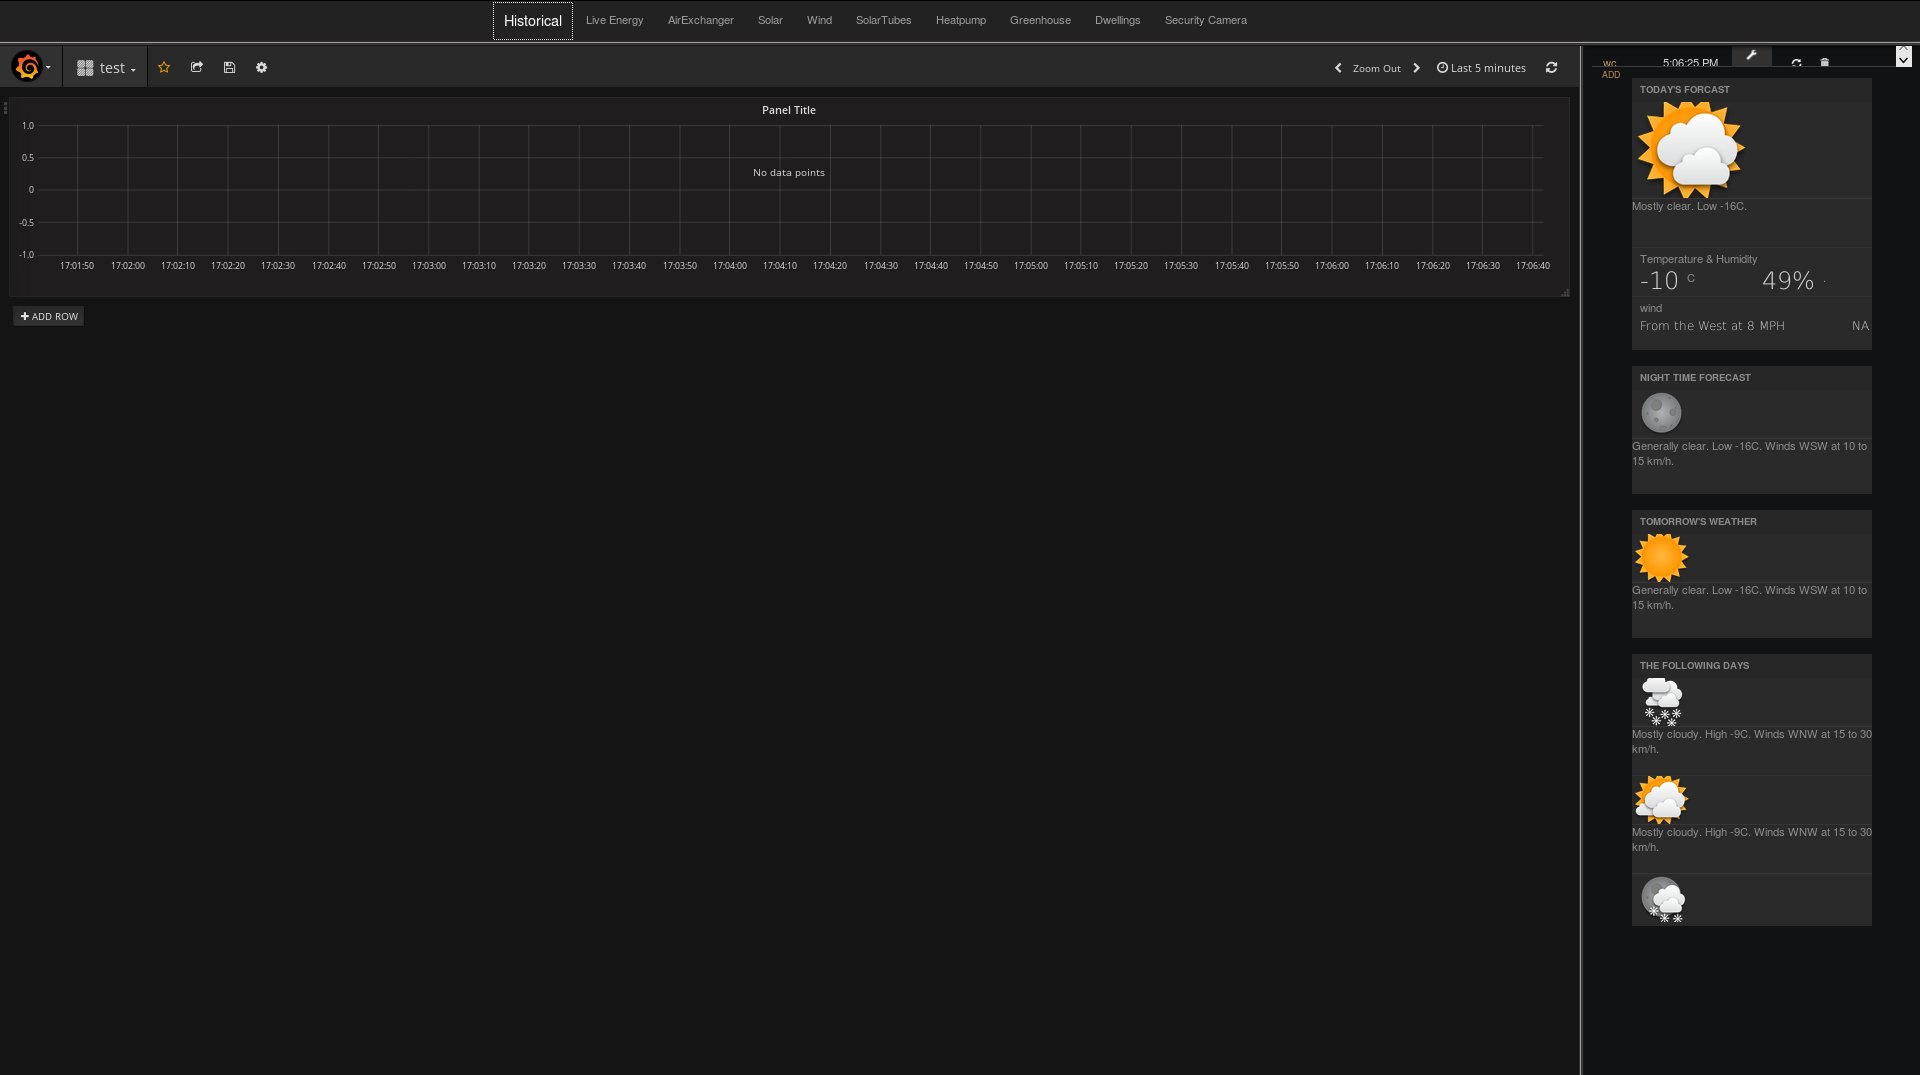 Historical Live Energy AirExchanger Solar Wind SolarTubes Heatpump Greenhouse Dwellings Security Camera
test Zoom Out Last 5 minutes
Panel Title
1.0
0.5
No data points
0
-0.5
-1.0
17:01:50 17:02:00 17:02:10 17:02:20 17:02:30 17:02:40 17:02:50 17:03:00 17:03:10 17:03:20 17:03:30 17:03:40 17:03:50 17:04:00 17:04:10 17:04:20 17:04:30 17:04:40 17:04:50 17:05:00 17:05:10 17:05:20 17:05:30 17:05:40 17:05:50 17:06:00 17:06:10 17:06:20 17:06:30 17:06:40
ADD ROW
5:06:25 PM
ADD
TODAY'S FORCAST
Mostly clear. Low -16C.
Temperature & Humidity
-10 C 49%
wind
From the West at 8 MPH NA
NIGHT TIME FORECAST
Generally clear. Low -16C. Winds WSW at 10 to
15 km/h.
TOMORROW'S WEATHER
Generally clear. Low -16C. Winds WSW at 10 to
15 km/h.
THE FOLLOWING DAYS
Mostly cloudy. High -9C. Winds WNW at 15 to 30
km/h.
Mostly cloudy. High -9C. Winds WNW at 15 to 30
km/h.